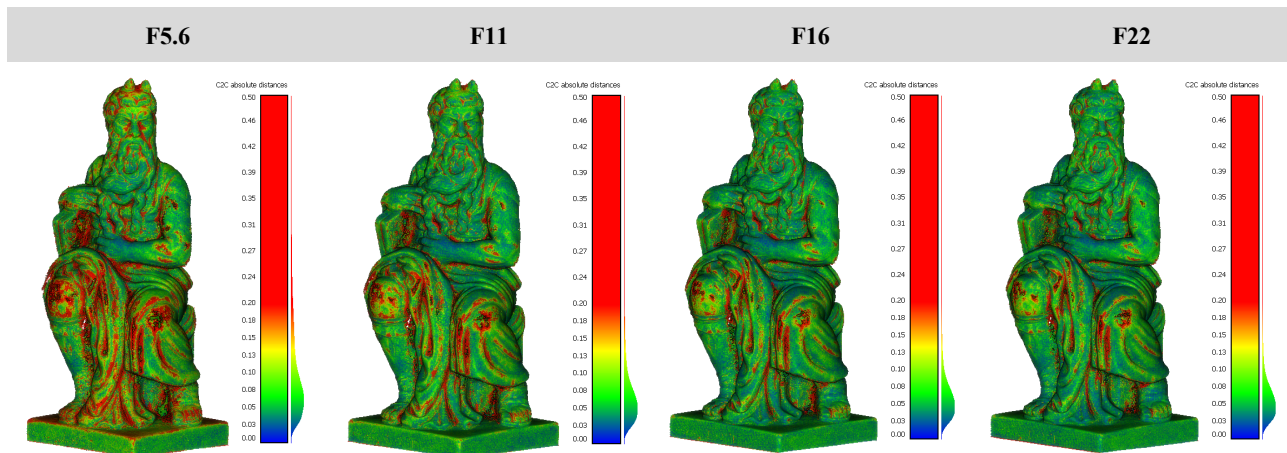 F5.6 F11 F16 F22
C2C absolute distances C2C absolute distances C2C absolute distances C2C absolute distances
0.50 0.50 0.50 0.50
0.46 0.46 0.46 0.46
0.42 0.42 0.42 0.42
0.39 0.39 0.39 0.39
0.35 0.35 0.35 0.35
0.31 0.31 0.31 0.31
0.27 0.27 0.27 0.27
0.24 0.24 0.24 0.24
0.20 0.20 0.20 0.20
0.18 0.18 0.18 0.18
0.15 0.15 0.15 0.15
0.13 0.13 0.13 0.13
0.10 0.10 0.10 0.10
0.08 0.08 0.08 0.08
0.05 0.05 0.05 0.05
0.03 0.03 0.03 0.03
0.00 0.00 0.00 0.00